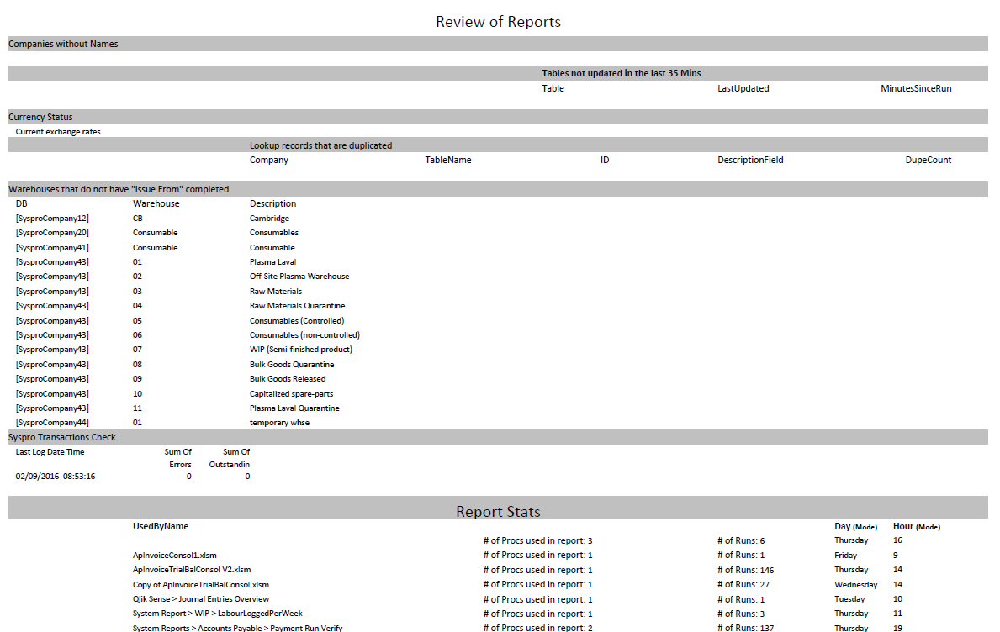 Review of Reports
Companies without Names
Tables not updated in the last 35 Mins
Table LastUpdated MinutesSinceRun
Currency Status
Current exchange rates
Lookup records that are duplicated
Company TableName ID DescriptionField DupeCount
Warehouses that do not have "Issue From" completed
DB Warehouse Description
[SysproCompany12] CB Cambridge
[SysproCompany20] Consumable Consumables
[SysproCompany41] Consumable Consumable
[SysproCompany43] 01 Plasma Laval
[SysproCompany43] 02 Off-Site Plasma Warehouse
[SysproCompany43] 03 Raw Materials
[SysproCompany43] 04 Raw Materials Quarantine
[SysproCompany43] 05 Consumables (Controlled)
[SysproCompany43] 06 Consumables (non-controlled)
[SysproCompany43] 07 WIP (Semi-finished product)
[SysproCompany43] 08 Bulk Goods Quarantine
[SysproCompany43] 09 Bulk Goods Released
[SysproCompany43] 10 Capitalized spare-parts
[SysproCompany43] 11 Plasma Laval Quarantine
[SysproCompany44] 01 temporary whse
Syspro Transactions Check
Last Log Date Time Sum Of Sum Of
Errors Outstandin
02/09/2016 08:53:16 0 0
Report Stats
UsedByName Day (Mode) Hour (Mode)
# of Procs used in report: 3 # of Runs: 6 Thursday 16
ApInvoiceConsol1.xlsm # of Procs used in report: 1 # of Runs: 1 Friday 9
ApInvoiceTrialBalConsol V2.xlsm # of Procs used in report: 1 # of Runs: 146 Thursday 14
Copy of ApInvoiceTrialBalConsol.xlsm # of Procs used in report: 1 # of Runs: 27 Wednesday 14
Qlik Sense > Journal Entries Overview # of Procs used in report: 1 # of Runs: 1 Tuesday 10
System Report > WIP > LabourLoggedPerWeek # of Procs used in report: 1 # of Runs: 3 Thursday 11
System Reports > Accounts Payable > Payment Run Verify # of Procs used in report: 2 # of Runs: 137 Thursday 19